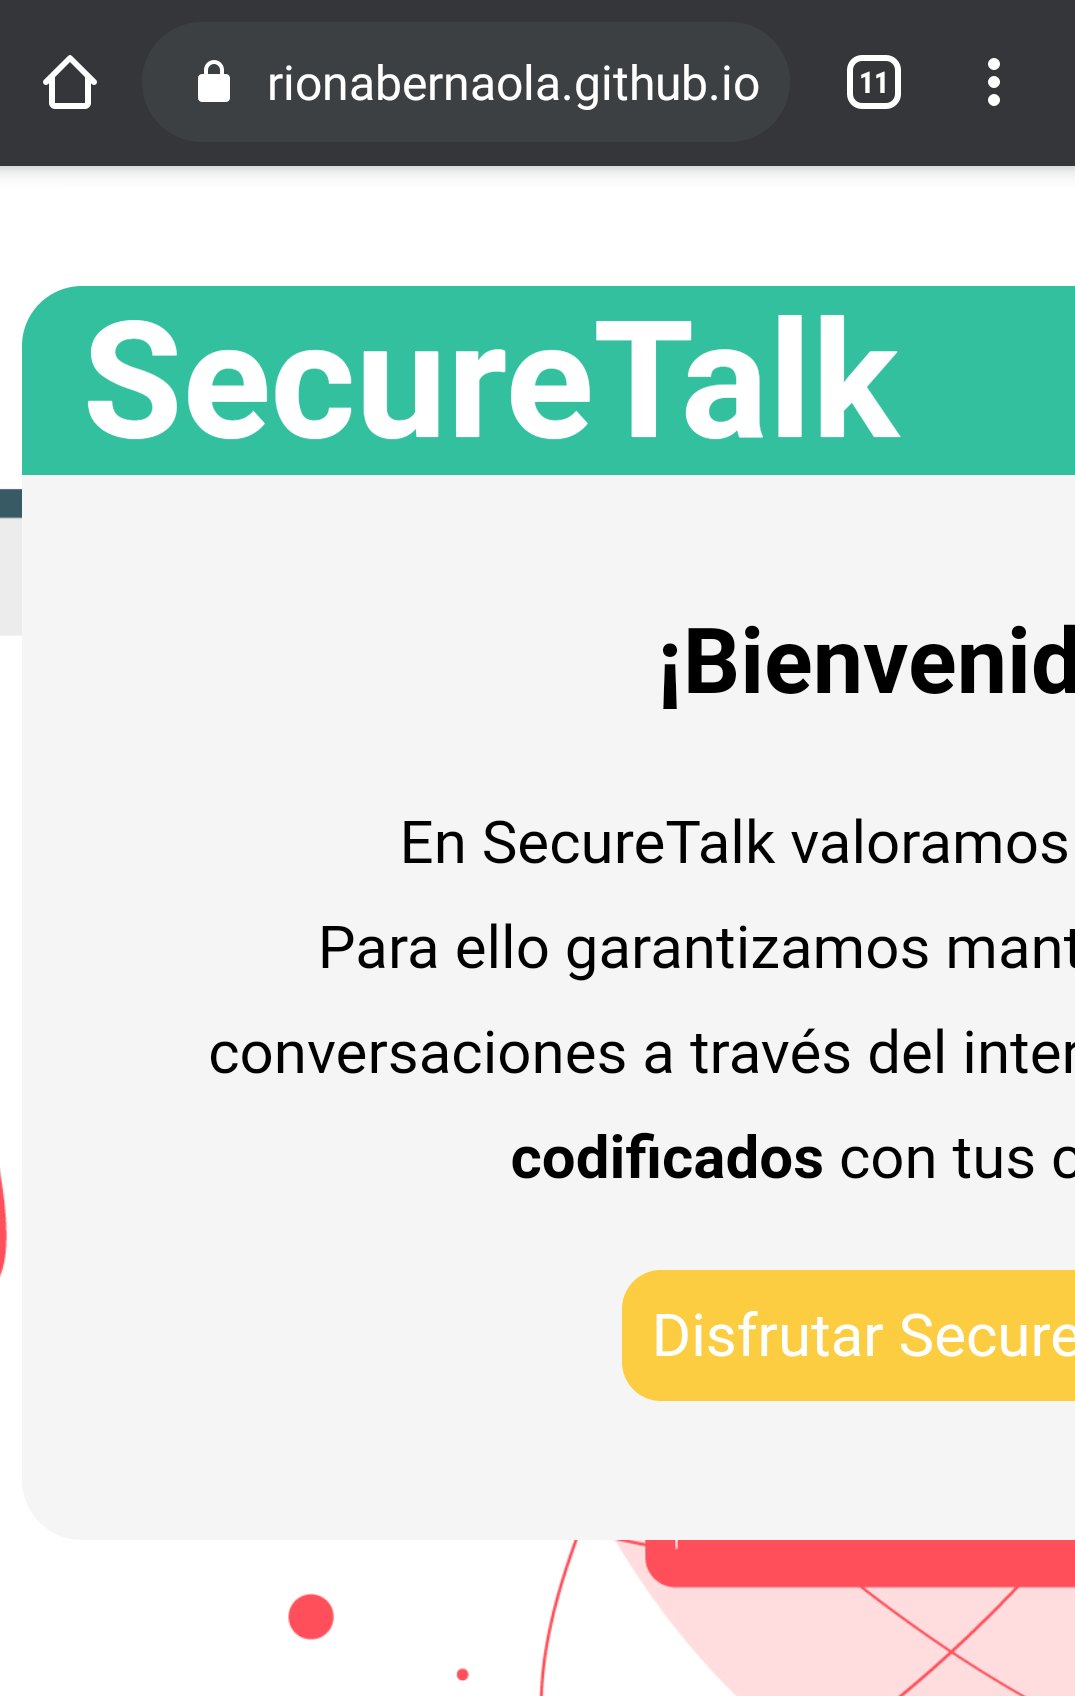 rionabernaola.github.io
11
SecureTalk
¡Bienvenid
En SecureTalk valoramos
Para ello garantizamos mant
conversaciones a través del inter
codificados con tus c
Disfrutar Secure